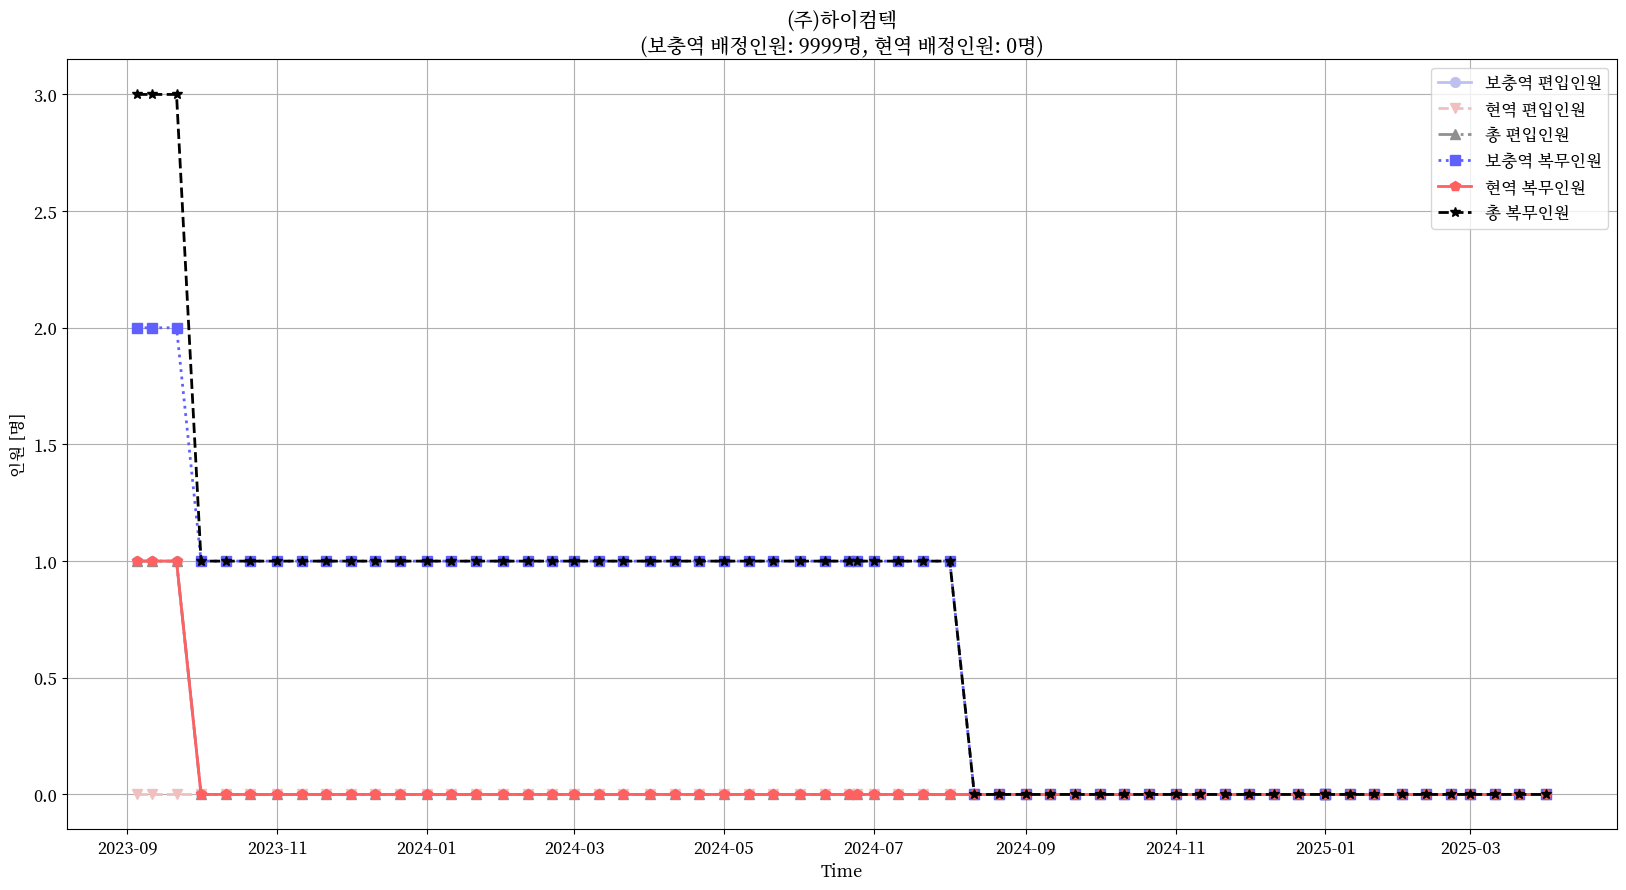 (주)하이컴텍
(보충역 배정인원: 9999명, 현역 배정인원: 0명)
보충역 편입인원
현역 편입인원
총 편입인원
보충역 복무인원
현역 복무인원
총 복무인원
인원 [명]
3.0
2.5
2.0
1.5
1.0
0.5
0.0
2023-09 2023-11 2024-01 2024-03 2024-05 2024-07 2024-09 2024-11 2025-01 2025-03
Time